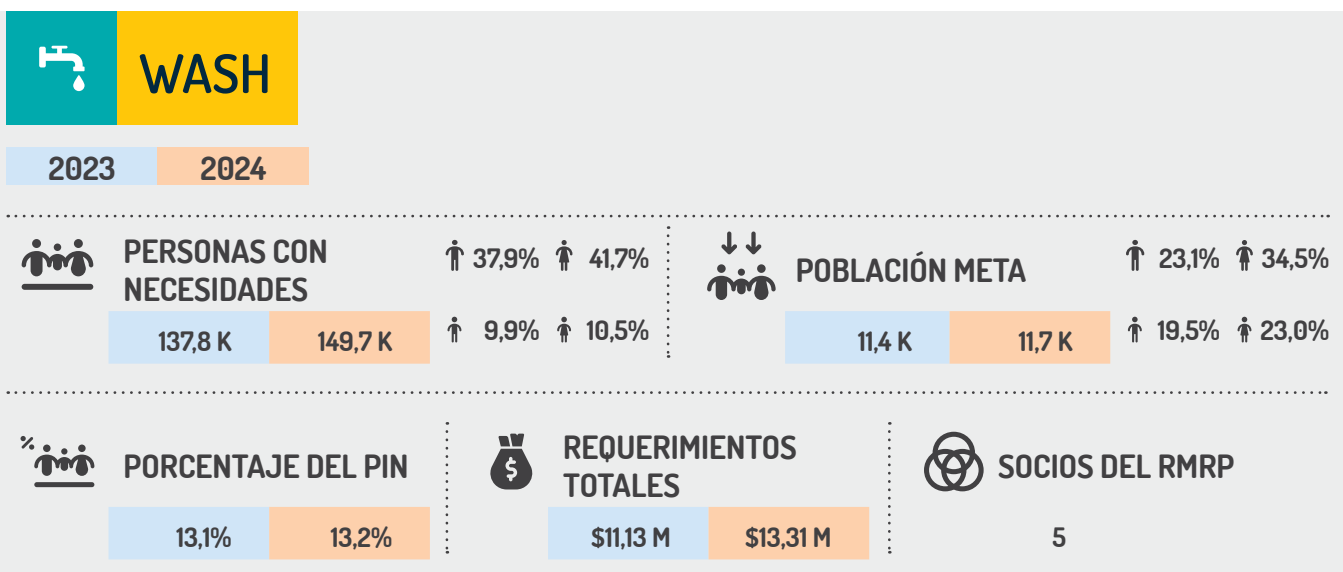 WASH
2023 2024
PERSONAS CON
NECESIDADES
137,8 K 149,7 K
37,9% 41,7%
9,9% 10,5%
POBLACIÓN META
11,4 K 11,7 K
23,1% 34,5%
19,5% 23,0%
%
PORCENTAJE DEL PIN
13,1% 13,2%
$
REQUERIMIENTOS
TOTALES
$11,13 M $13,31 M
SOCIOS DEL RMRP
5